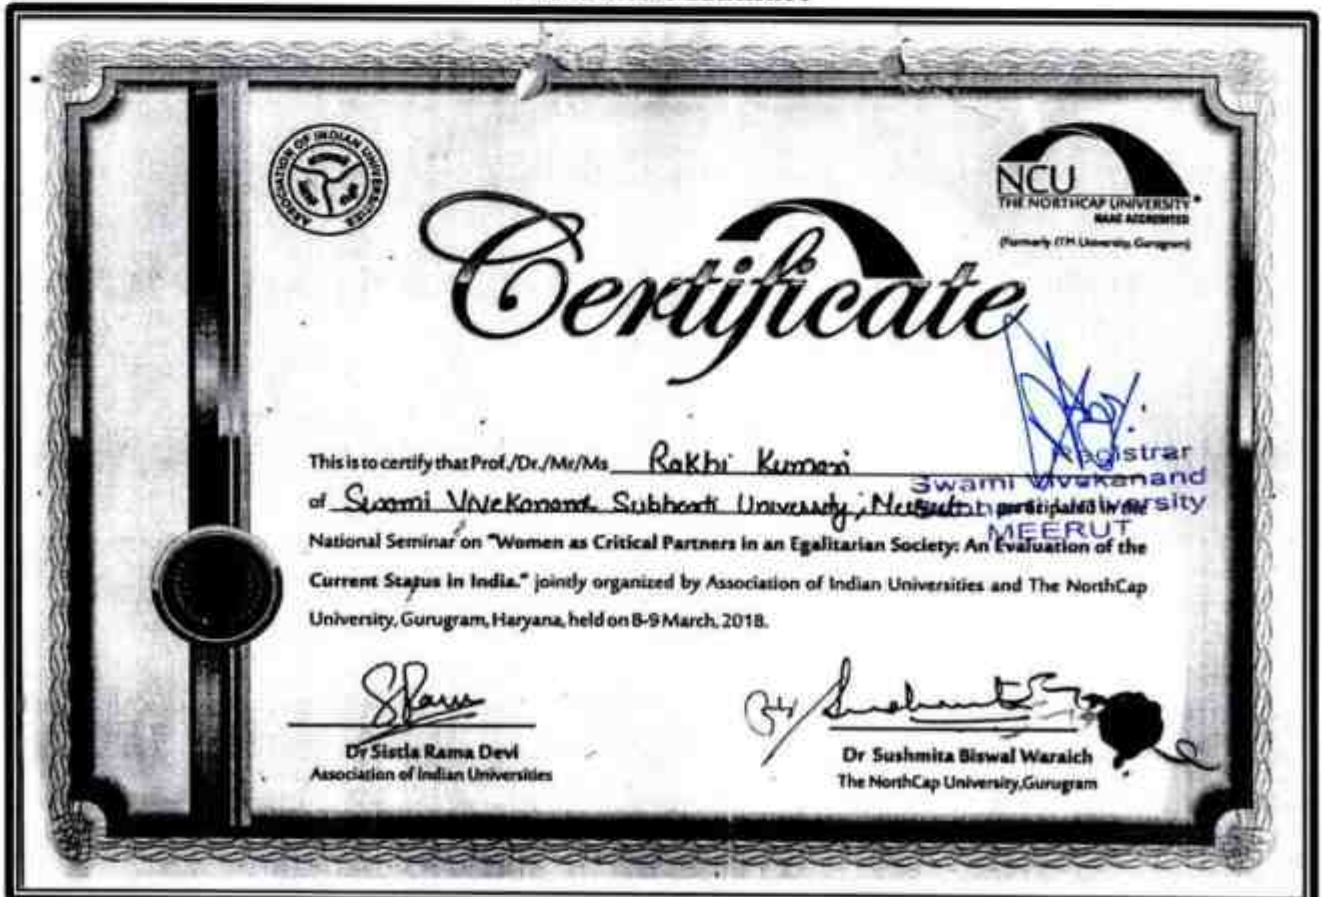 ASSOCIATION OF INDIAN UNIVERSITIES
NCU
THE NORTHCAP UNIVERSITY
NAAC ACCREDITED
(Formerly ITM University, Gurugram)
Certificate
This is to certify that Prof./Dr./Mr/Ms Rakhi Kumari
of Swami Vivekanand Subharti University, Meerut participated in the
National Seminar on "Women as Critical Partners in an Egalitarian Society: An Evaluation of the
Current Status in India." jointly organized by Association of Indian Universities and The NorthCap
University, Gurugram, Haryana, held on 8-9 March, 2018.
Registrar
Swami Vivekanand
Subharti University
MEERUT
Dr Sistla Rama Devi
Association of Indian Universities
Dr Sushmita Biswal Waraich
The NorthCap University, Gurugram